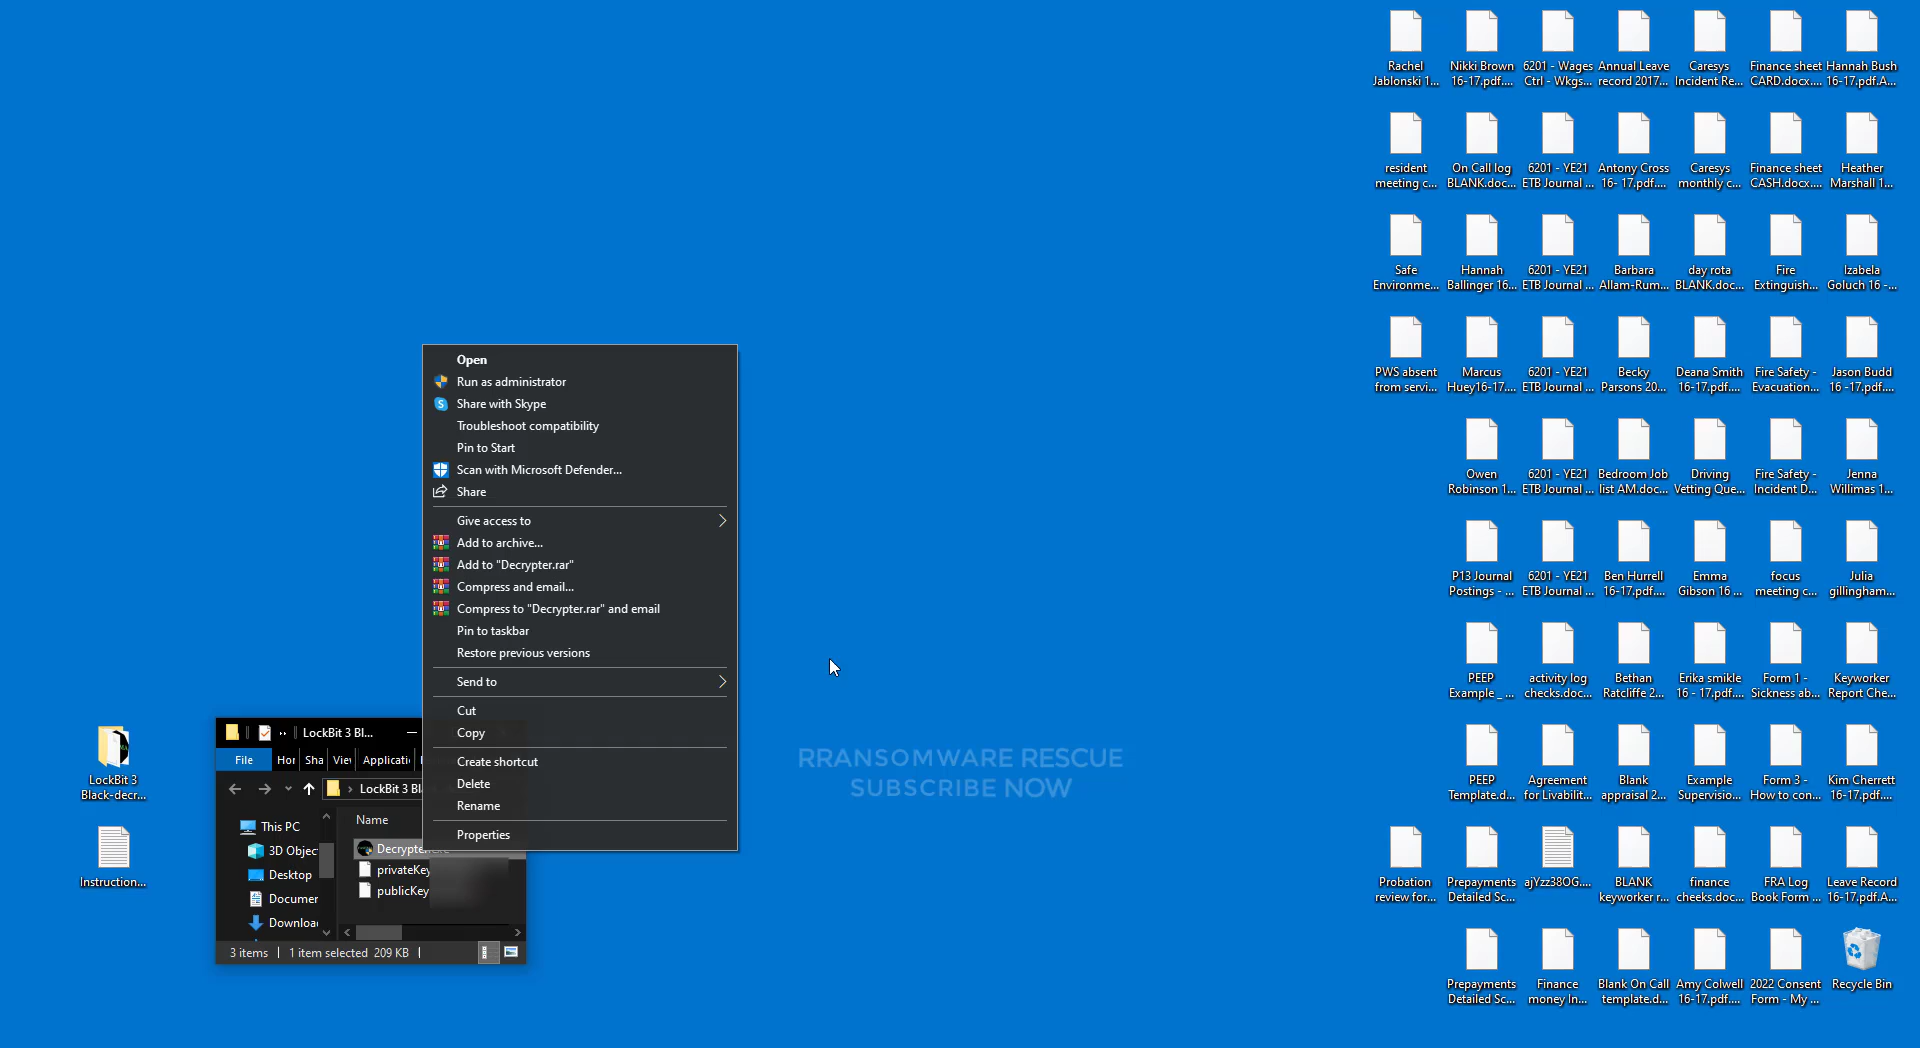 Rachel
Jablonski 1...
Nikki Brown
16-17.pdf....
6201 - Wages
Ctrl - Wkgs...
Annual Leave
record 2017...
Caresys
Incident Re...
Finance sheet
CARD.docx....
Hannah Bush
16-17.pdf.A...
resident
meeting c...
On Call log
BLANK.doc...
6201 - YE21
ETB Journal ...
Antony Cross
16- 17.pdf....
Caresys
monthly c...
Finance sheet
CASH.docx....
Heather
Marshall 1...
Safe
Environme...
Hannah
Ballinger 16...
6201 - YE21
ETB Journal ...
Barbara
Allam-Rum...
day rota
BLANK.doc...
Fire
Extinguish...
Izabela
Goluch 16 -...
PWS absent
from servi...
Marcus
Huey16-17....
6201 - YE21
ETB Journal ...
Becky
Parsons 20...
Deana Smith
16-17.pdf....
Fire Safety -
Evacuation...
Jason Budd
16 -17.pdf....
Owen
Robinson 1...
6201 - YE21
ETB Journal ...
Bedroom Job
list AM.doc...
Driving
Vetting Que...
Fire Safety -
Incident D...
Jenna
Willimas 1...
P13 Journal
Postings - ...
6201 - YE21
ETB Journal ...
Ben Hurrell
16-17.pdf....
Emma
Gibson 16 ...
focus
meeting c...
Julia
gillingham...
PEEP
Example _ ...
activity log
checks.doc...
Bethan
Ratcliffe 2...
Erika smikle
16 - 17.pdf....
Form 1 -
Sickness ab...
Keyworker
Report Che...
PEEP
Template.d...
Agreement
for Livabilit...
Blank
appraisal 2...
Example
Supervisio...
Form 3 -
How to con...
Kim Cherrett
16-17.pdf....
Probation
review for...
Prepayments
Detailed Sc...
ajYzz38OG....
BLANK
keyworker r...
finance
cheeks.doc...
FRA Log
Book Form ...
Leave Record
16-17.pdf.A...
Prepayments
Detailed Sc...
Finance
money In...
Blank On Call
template.d...
Amy Colwell
16-17.pdf....
2022 Consent
Form - My ...
Recycle Bin
Open
Run as administrator
Share with Skype
Troubleshoot compatibility
Pin to Start
Scan with Microsoft Defender...
Share
Give access to
Add to archive...
Add to "Decrypter.rar"
Compress and email...
Compress to "Decrypter.rar" and email
Pin to taskbar
Restore previous versions
Send to
Cut
Copy
Create shortcut
Delete
Rename
Properties
RRANSOMWARE RESCUE
SUBSCRIBE NOW
LockBit 3
Black-decr...
Instruction...
LockBit 3 Bl...
File Hor Sha Viev Applicati
LockBit 3 Bl
Name
This PC
3D Objec
Desktop
Documer
Downloa
Decrypter.exe
privateKey
publicKey
3 items 1 item selected 209 KB